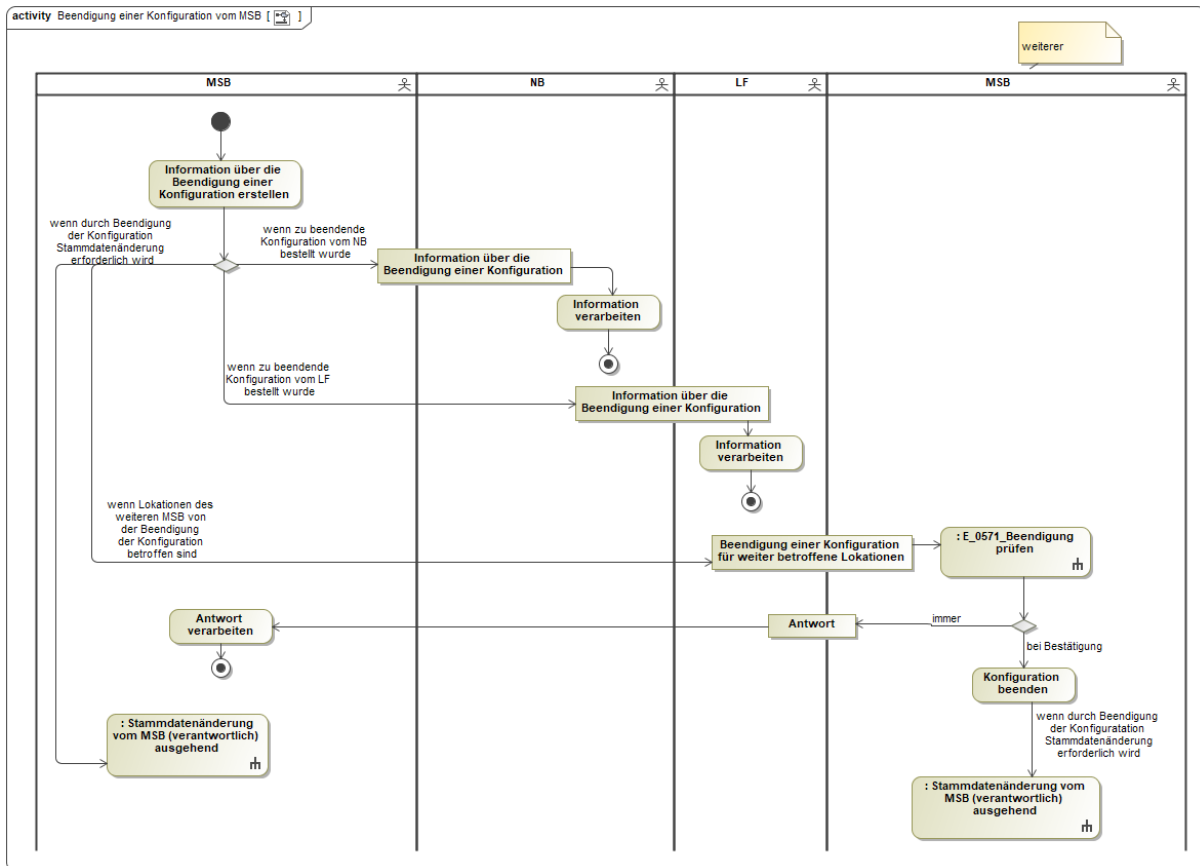 activity Beendigung einer Konfiguration vom MSB [ ]
weiterer
MSB
NB
LF
MSB
Information über die
Beendigung einer
Konfiguration erstellen
wenn durch Beendigung
der Konfiguration
Stammdatenänderung
erforderlich wird
wenn zu beendende
Konfiguration vom NB
bestellt wurde
Information über die
Beendigung einer Konfiguration
Information
verarbeiten
wenn zu beendende
Konfiguration vom LF
bestellt wurde
Information über die
Beendigung einer Konfiguration
Information
verarbeiten
wenn Lokationen des
weiteren MSB von
der Beendigung
der Konfiguration
betroffen sind
Beendigung einer Konfiguration
für weiter betroffene Lokationen
: E_0571_Beendigung
prüfen
immer
Antwort
Antwort
verarbeiten
bei Bestätigung
Konfiguration
beenden
wenn durch Beendigung
der Konfiguratation
Stammdatenänderung
erforderlich wird
: Stammdatenänderung
vom MSB (verantwortlich)
ausgehend
: Stammdatenänderung vom
MSB (verantwortlich)
ausgehend